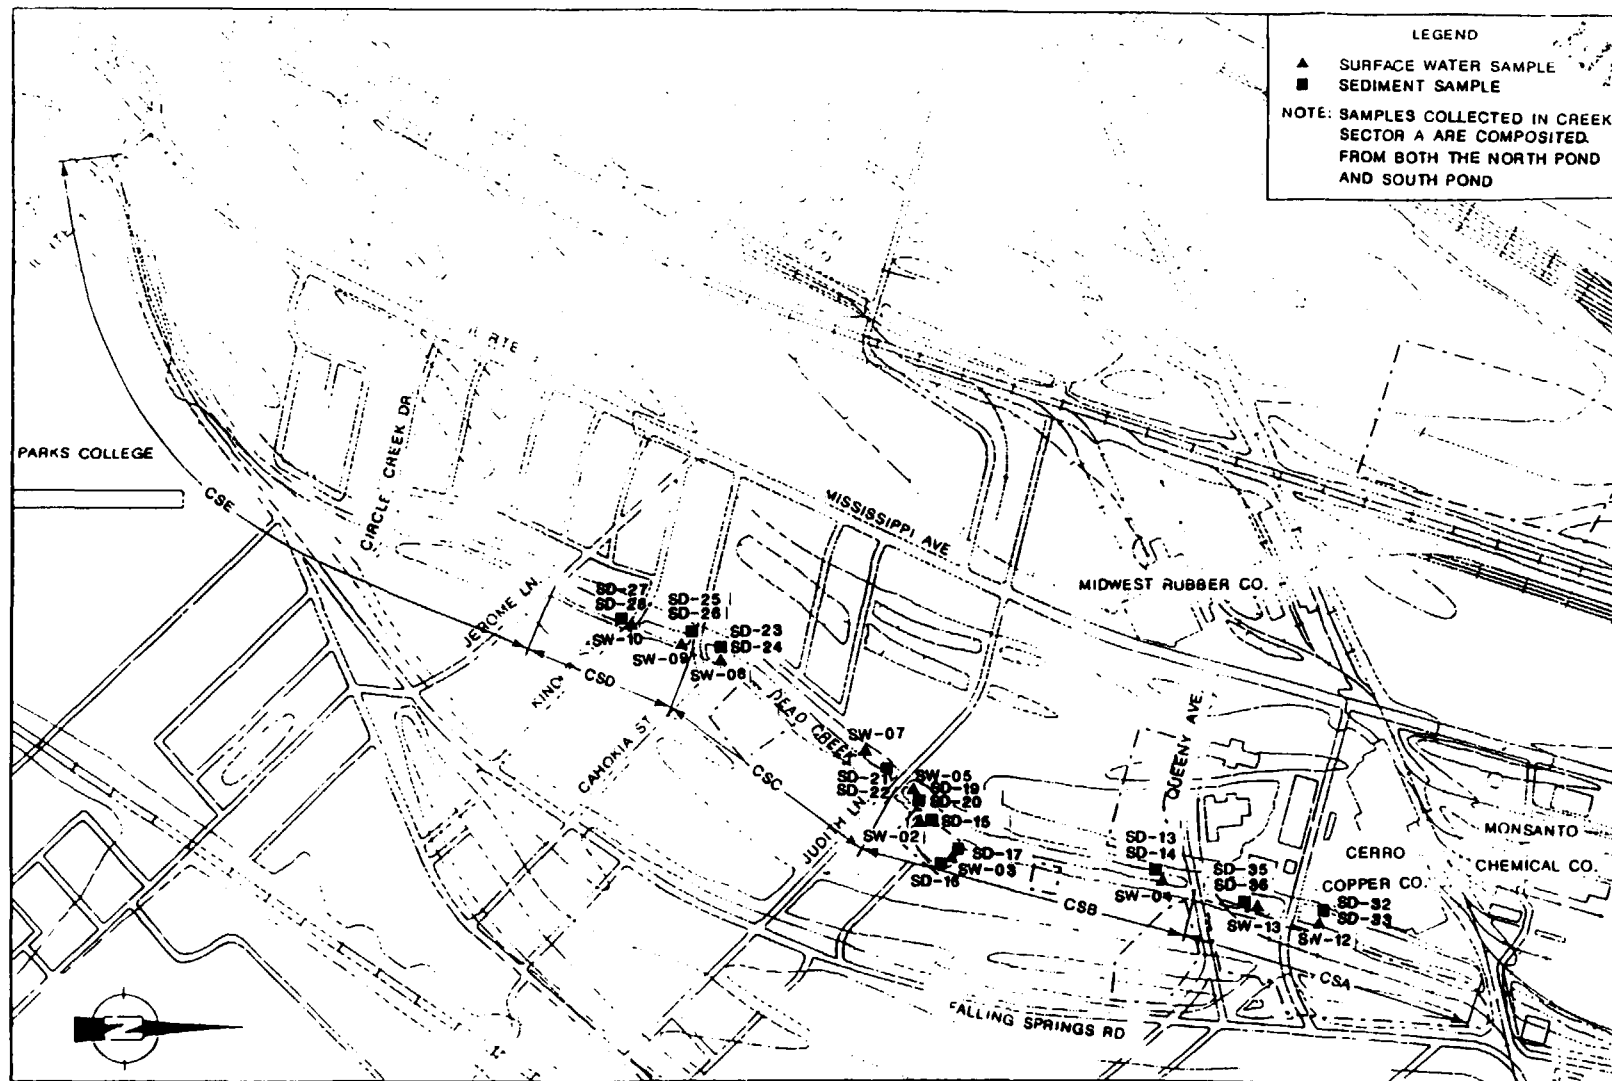 LEGEND
SURFACE WATER SAMPLE
SEDIMENT SAMPLE
NOTE: SAMPLES COLLECTED IN CREEK
SECTOR A ARE COMPOSITED.
FROM BOTH THE NORTH POND
AND SOUTH POND
RTE
PARKS COLLEGE
CSE
CIRCLE CREEK DR
MISSISSIPPI AVE
MIDWEST RUBBER CO.
JEROME LN.
SD-27
SD-28
SW-10
SD-25
SD-26
SW-09
SD-23
SD-24
SW-08
CSD
KING
CAHOKIA ST
DEAD CREEK
CSC
SW-07
SD-21
SD-22
SW-05
SD-19
SD-20
SW-02
SD-15
JUDITH LN
SD-17
SW-03
SD-16
QUEENY AVE.
SD-13
SD-14
SW-04
CSB
SD-35
SD-36
SW-13
CERRO
COPPER CO.
SD-32
SD-33
SW-12
MONSANTO
CHEMICAL CO.
CSA
FALLING SPRINGS RD
N